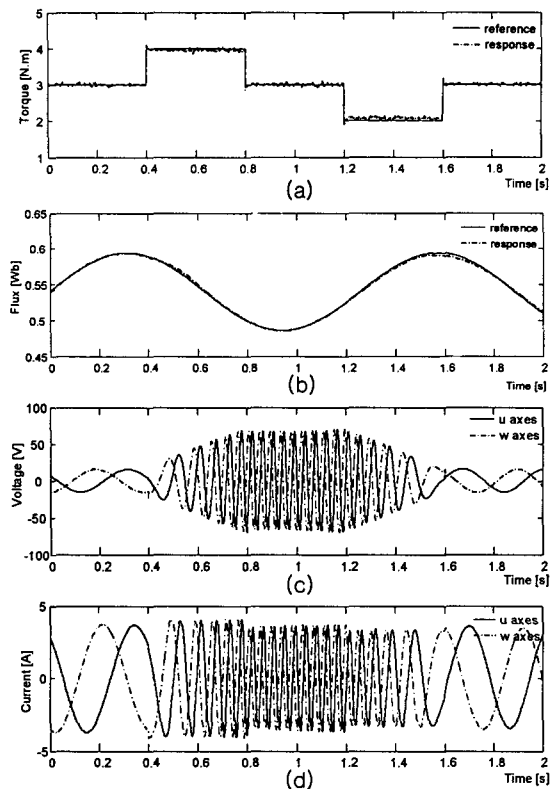 5
4
3
2
1
Torque [N.m]
reference
response
0 0.2 0.4 0.6 0.8 1 1.2 1.4 1.6 1.8 2
(a)
Time [s]
0.65
0.6
0.55
0.5
0.45
Flux [Wb]
reference
response
0 0.2 0.4 0.6 0.8 1 1.2 1.4 1.6 1.8 2
(b)
Time [s]
100
50
0
-50
-100
Voltage [V]
u axes
w axes
0 0.2 0.4 0.6 0.8 1 1.2 1.4 1.6 1.8 2
(c)
Time [s]
5
0
-5
Current [A]
u axes
w axes
0 0.2 0.4 0.6 0.8 1 1.2 1.4 1.6 1.8 2
(d)
Time [s]